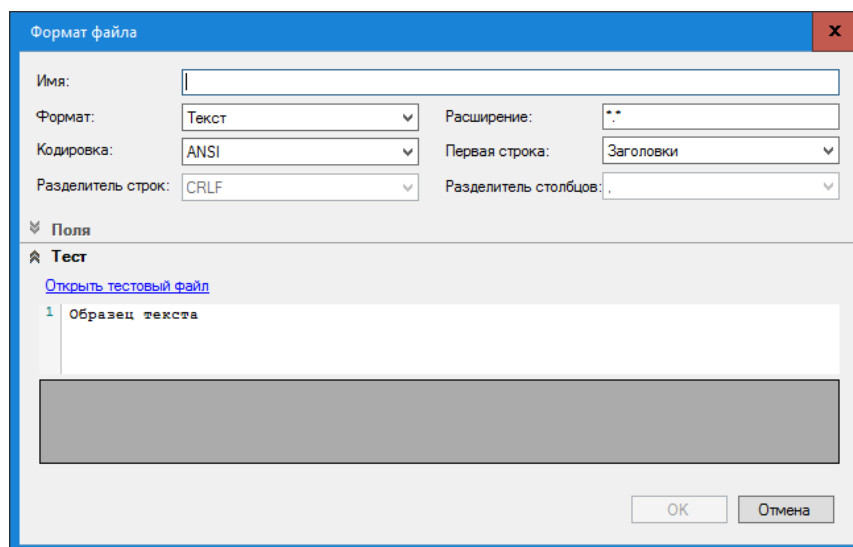 Формат файла x
Имя:
Формат: Текст Расширение: *.*
Кодировка: ANSI Первая строка: Заголовки
Разделитель строк: CRLF Разделитель столбцов: ,
Поля
Тест
Открыть тестовый файл
1 Образец текста
OK Отмена